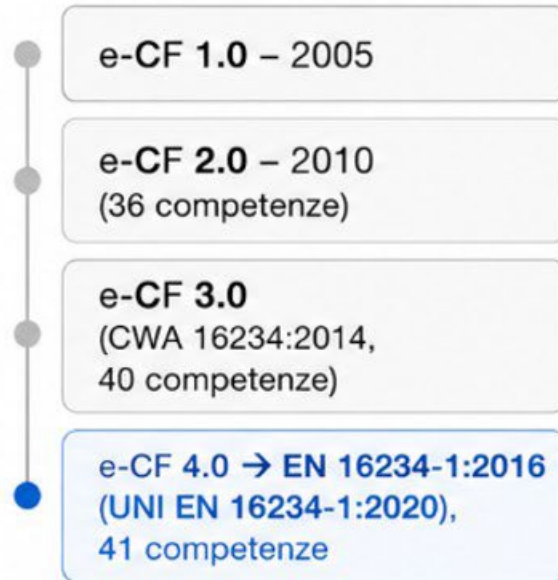 e-CF 1.0 – 2005
e-CF 2.0 – 2010
(36 competenze)
e-CF 3.0
(CWA 16234:2014,
40 competenze)
e-CF 4.0 → EN 16234-1:2016
(UNI EN 16234-1:2020),
41 competenze